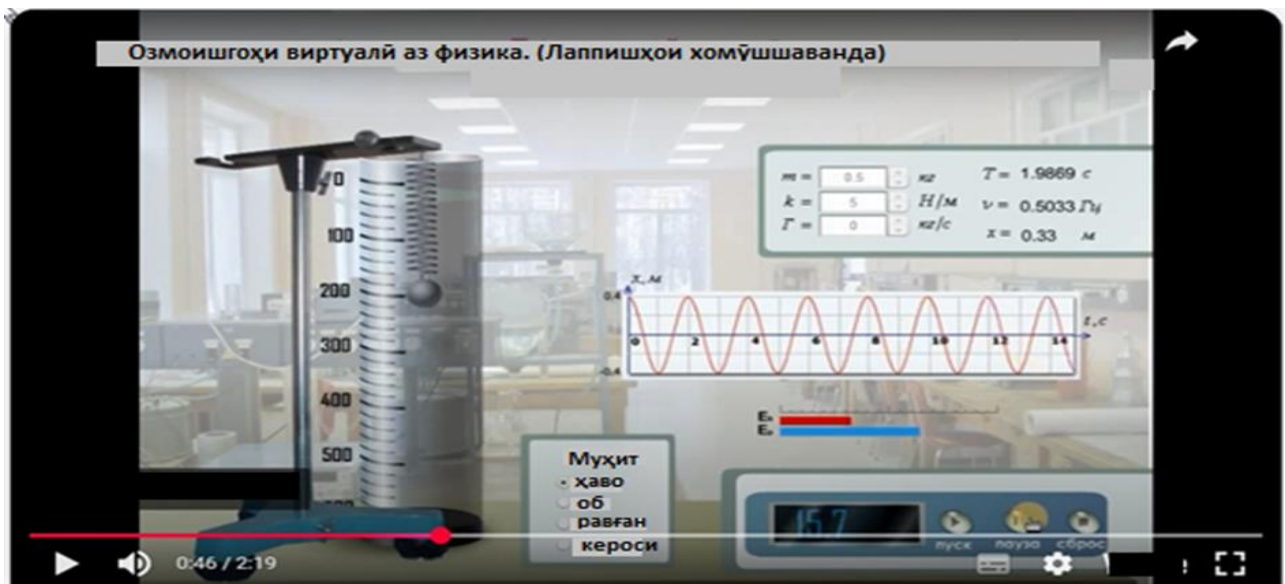 Озмоишгоҳи виртуалӣ аз физика. (Лаппишҳои хомӯшшаванда)
m = 0.5 кг T = 1.9869 с
k = 5 Н/м ν = 0.5033 Гц
Г = 0 кг/с x = 0.33 м
0
100
200
300
400
500
x, м
0.4
0 2 4 6 8 10 12 14 t, с
-0.4
Eₖ
Eₚ
Муҳит
ҳаво
об
равған
кероси
15.7
пуск пауза сброс
0:46 / 2:19